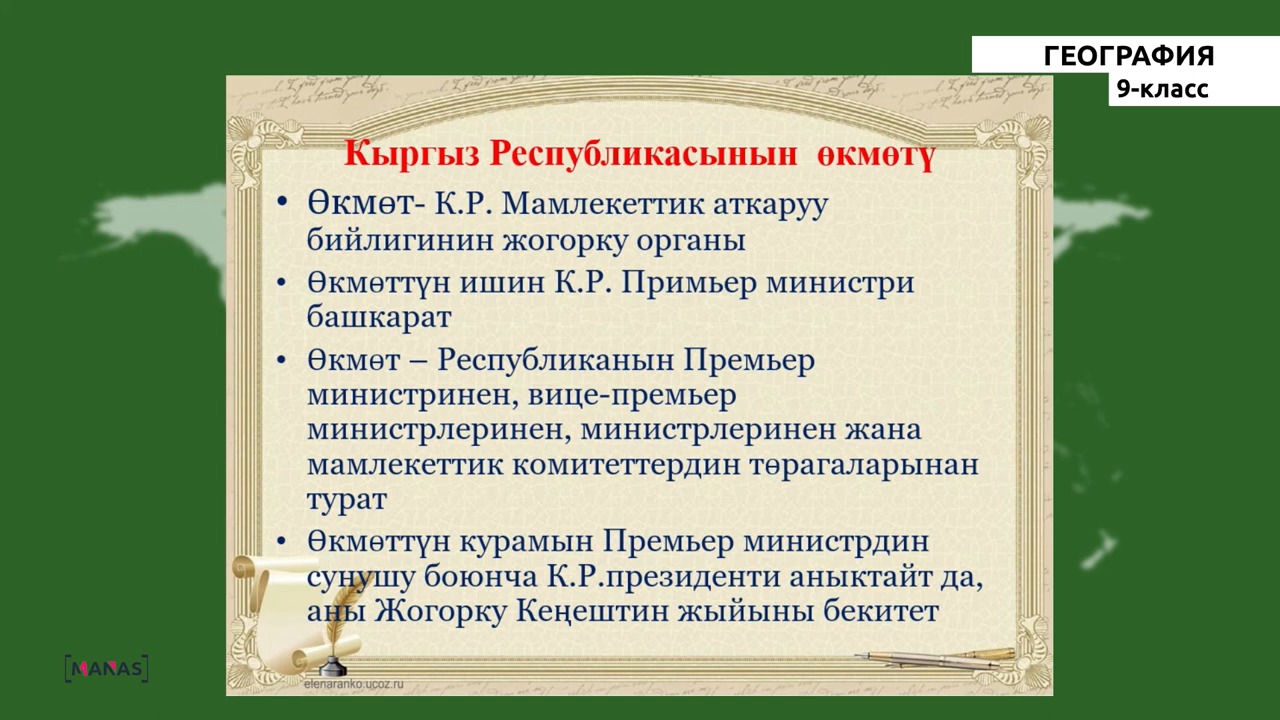 ГЕОГРАФИЯ
9-класс
Кыргыз Республикасынын өкмөтү
• Өкмөт- К.Р. Мамлекеттик аткаруу
бийлигинин жогорку органы
• Өкмөттүн ишин К.Р. Примьер министри
башкарат
• Өкмөт – Республиканын Премьер
министринен, вице-премьер
министрлеринен, министрлеринен жана
мамлекеттик комитеттердин төрагаларынан
турат
• Өкмөттүн курамын Премьер министрдин
сунушу боюнча К.Р.президенти аныктайт да,
аны Жогорку Кеңештин жыйыны бекитет
[MANAS]
elenaranko.ucoz.ru